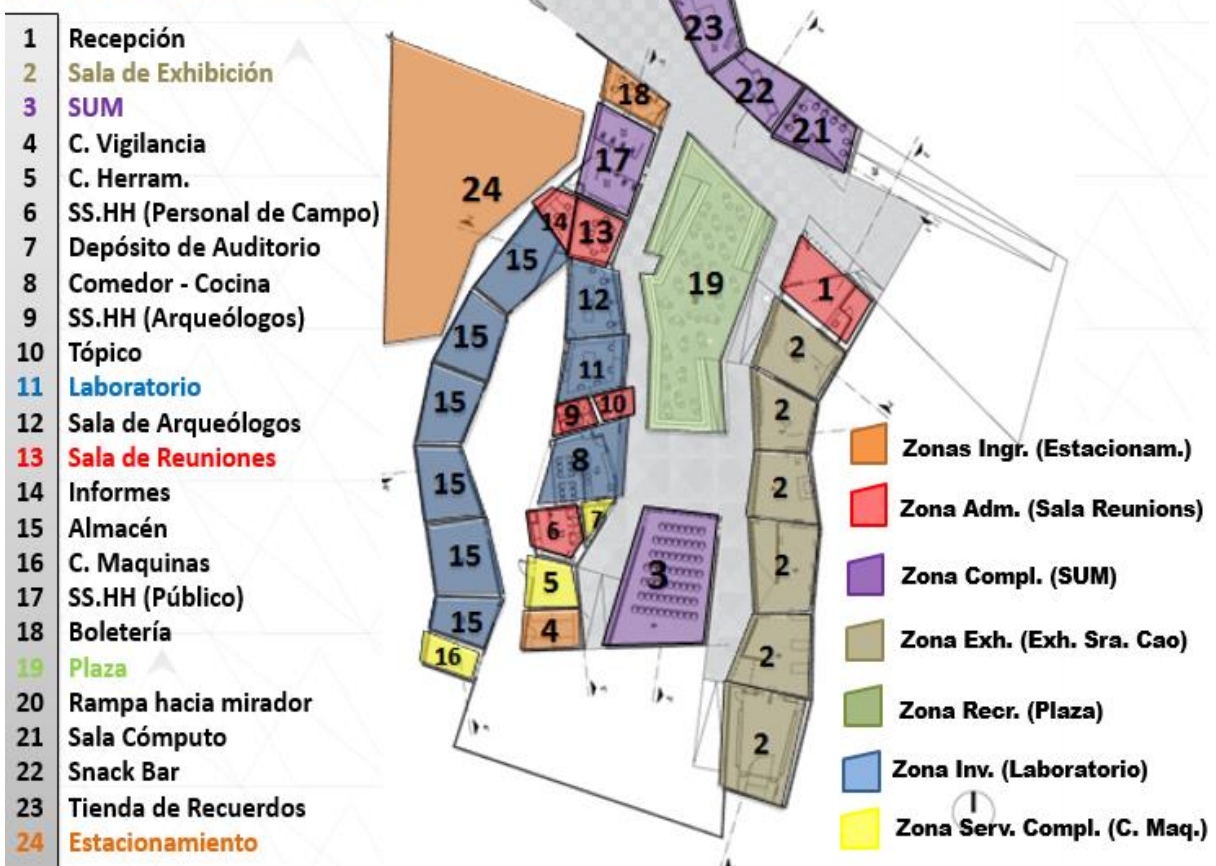 1 Recepción
2 Sala de Exhibición
3 SUM
4 C. Vigilancia
5 C. Herram.
6 SS.HH (Personal de Campo)
7 Depósito de Auditorio
8 Comedor - Cocina
9 SS.HH (Arqueólogos)
10 Tópico
11 Laboratorio
12 Sala de Arqueólogos
13 Sala de Reuniones
14 Informes
15 Almacén
16 C. Maquinas
17 SS.HH (Público)
18 Boletería
19 Plaza
20 Rampa hacia mirador
21 Sala Cómputo
22 Snack Bar
23 Tienda de Recuerdos
24 Estacionamiento
23
22
21
18
17
24
14
13
15
12
19
1
15
11
2
15
9
10
2
8
15
2
6
7
15
5
3
2
4
15
16
2
2
Zonas Ingr. (Estacionam.)
Zona Adm. (Sala Reunions)
Zona Compl. (SUM)
Zona Exh. (Exh. Sra. Cao)
Zona Recr. (Plaza)
Zona Inv. (Laboratorio)
Zona Serv. Compl. (C. Maq.)